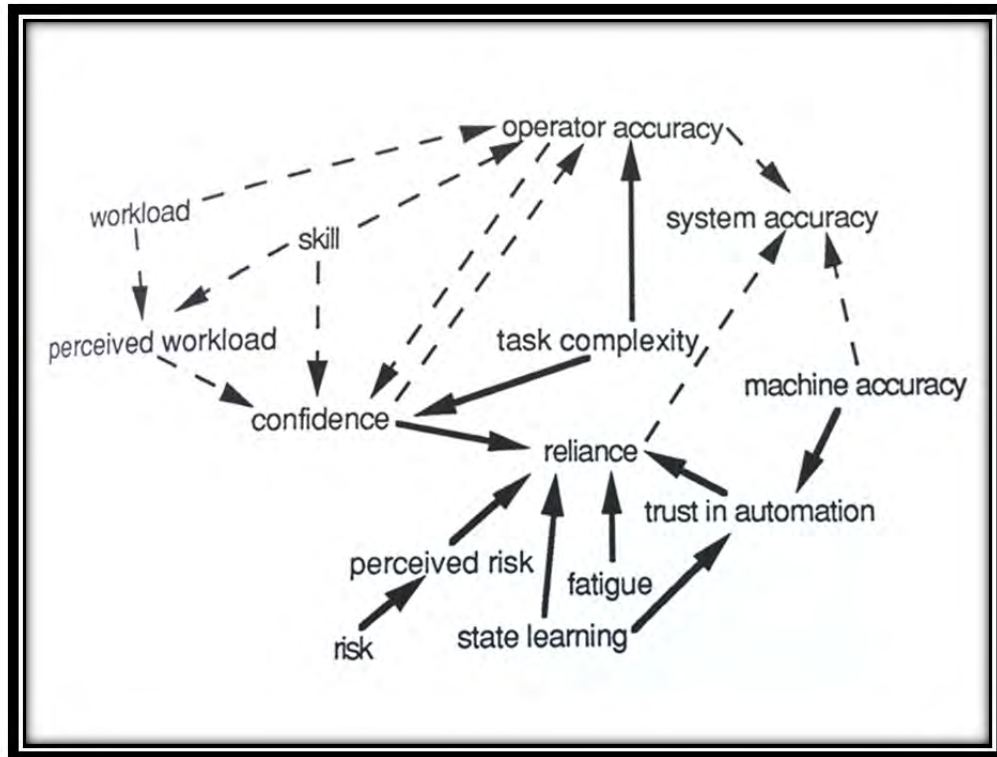 operator accuracy
workload
system accuracy
skill
perceived workload
task complexity
machine accuracy
confidence
reliance
trust in automation
perceived risk
fatigue
state learning
risk